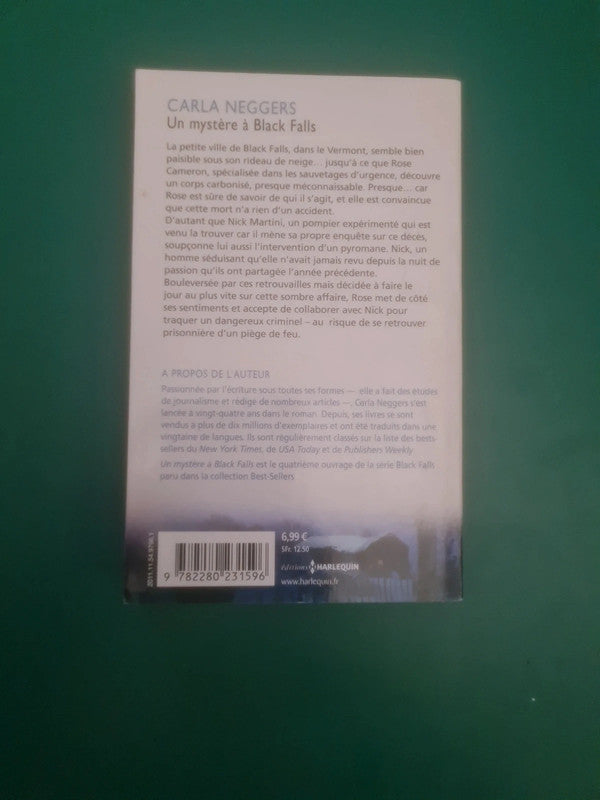 CARLA NEGGERS
Un mystère à Black Falls
La petite ville de Black Falls, dans le Vermont, semble bien
paisible sous son rideau de neige… jusqu'à ce que Rose
Cameron, spécialisée dans les sauvetages d'urgence, découvre
un corps carbonisé, presque méconnaissable. Presque… car
Rose est sûre de savoir de qui il s'agit, et elle est convaincue
que cette mort n'a rien d'un accident.
D'autant que Nick Martini, un pompier expérimenté qui est
venu la trouver car il mène sa propre enquête sur ce décès,
soupçonne lui aussi l'intervention d'un pyromane. Nick, un
homme séduisant qu'elle n'avait jamais revu depuis la nuit de
passion qu'ils ont partagée l'année précédente.
Bouleversée par ces retrouvailles mais décidée à faire le
jour au plus vite sur cette sombre affaire, Rose met de côté
ses sentiments et accepte de collaborer avec Nick pour
traquer un dangereux criminel – au risque de se retrouver
prisonnière d'un piège de feu.
A PROPOS DE L'AUTEUR
Passionnée par l'écriture sous toutes ses formes — elle a fait des études
de journalisme et rédigé de nombreux articles —, Carla Neggers s'est
lancée à vingt-quatre ans dans le roman. Depuis, ses livres se sont
vendus à plus de dix millions d'exemplaires et ont été traduits dans une
vingtaine de langues. Ils sont régulièrement classés sur la liste des bests-
sellers du New York Times, de USA Today et de Publishers Weekly.
Un mystère à Black Falls est le quatrième ouvrage de la série Black Falls
paru dans la collection Best-Sellers
6,99 €
SFr. 12.50
Éditions HARLEQUIN
www.harlequin.fr
9 782280 231596